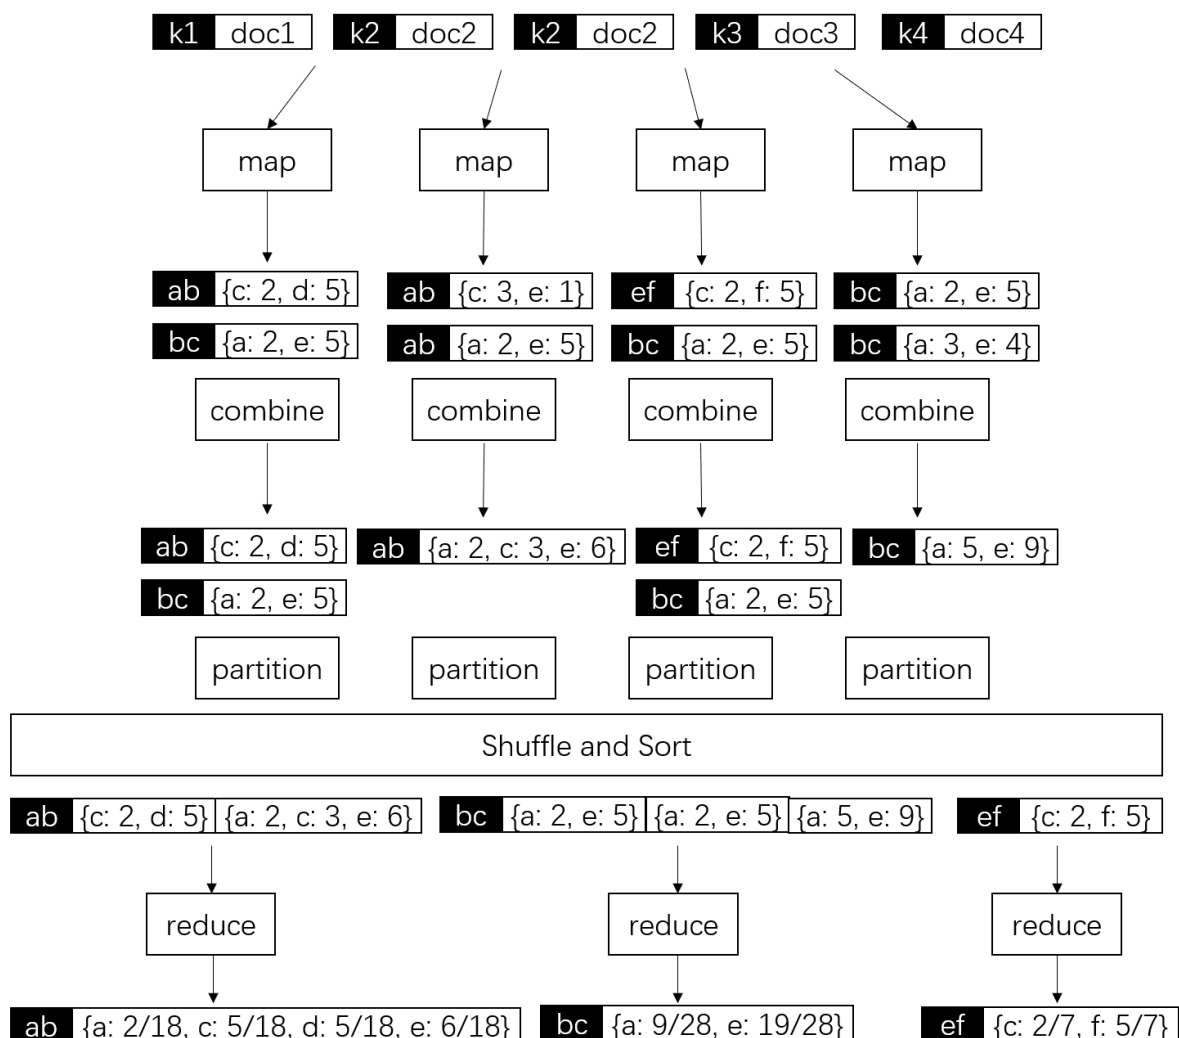 k1 doc1 k2 doc2 k2 doc2 k3 doc3 k4 doc4
map map map map
ab {c: 2, d: 5} ab {c: 3, e: 1} ef {c: 2, f: 5} bc {a: 2, e: 5}
bc {a: 2, e: 5} ab {a: 2, e: 5} bc {a: 2, e: 5} bc {a: 3, e: 4}
combine combine combine combine
ab {c: 2, d: 5} ab {a: 2, c: 3, e: 6} ef {c: 2, f: 5} bc {a: 5, e: 9}
bc {a: 2, e: 5} bc {a: 2, e: 5}
partition partition partition partition
Shuffle and Sort
ab {c: 2, d: 5} {a: 2, c: 3, e: 6} bc {a: 2, e: 5} {a: 2, e: 5} {a: 5, e: 9} ef {c: 2, f: 5}
reduce reduce reduce
ab {a: 2/18, c: 5/18, d: 5/18, e: 6/18} bc {a: 9/28, e: 19/28} ef {c: 2/7, f: 5/7}